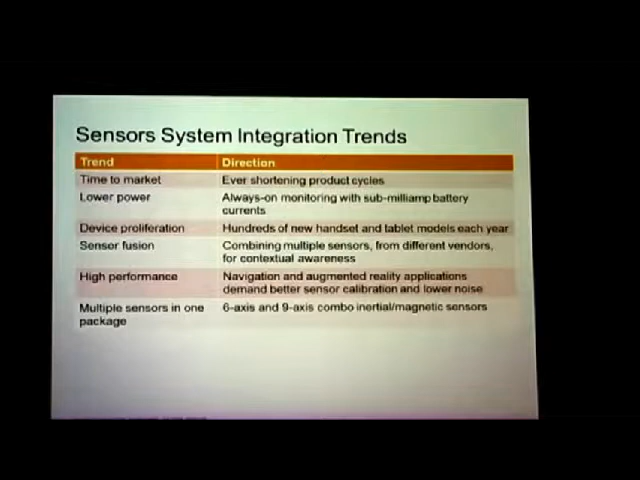 Sensors System Integration Trends
Trend Direction
Time to market Ever shortening product cycles
Lower power Always-on monitoring with sub-milliamp battery
currents
Device proliferation Hundreds of new handset and tablet models each year
Sensor fusion Combining multiple sensors, from different vendors,
for contextual awareness
High performance Navigation and augmented reality applications
demand better sensor calibration and lower noise
Multiple sensors in one 6-axis and 9-axis combo inertial/magnetic sensors
package